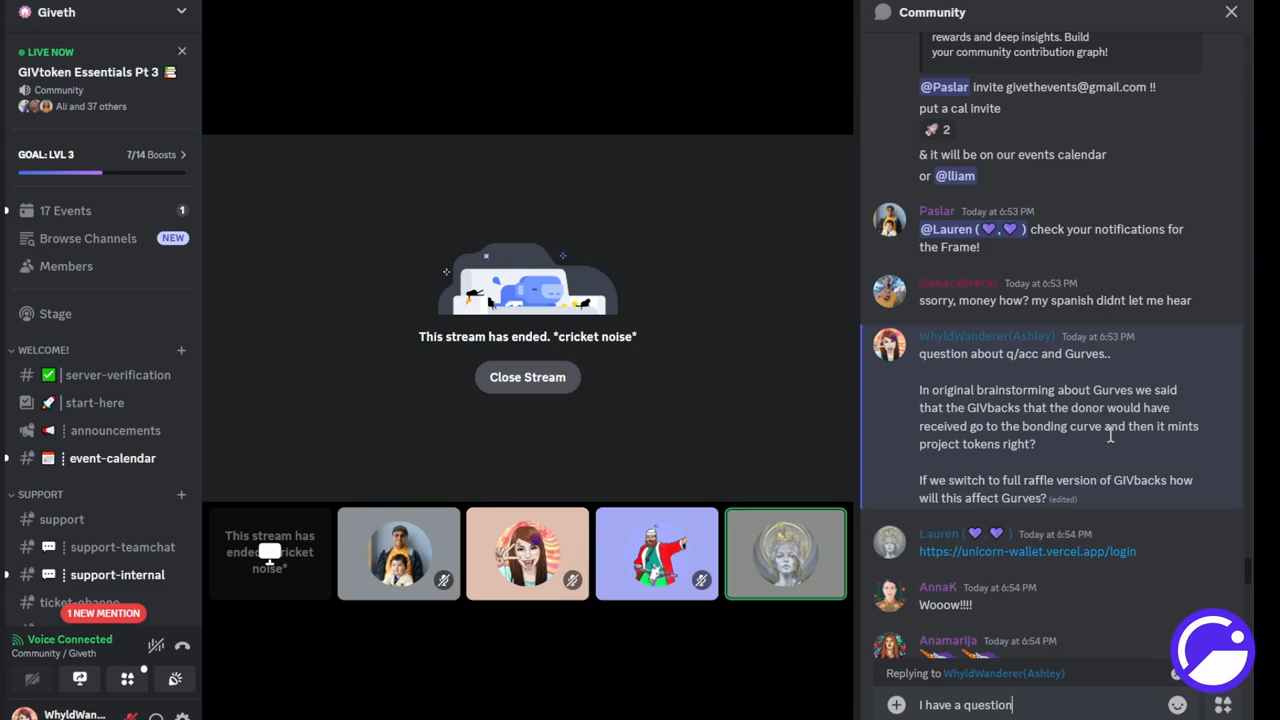 Giveth
LIVE NOW
GIVtoken Essentials Pt 3
Community
Ali and 37 others
GOAL: LVL 3
7/14 Boosts
17 Events
1
Browse Channels
NEW
Members
Stage
WELCOME!
server-verification
start-here
announcements
event-calendar
SUPPORT
support
support-teamchat
support-internal
1 NEW MENTION
Voice Connected
Community / Giveth
WhyldWan...
This stream has ended. *cricket noise*
Close Stream
This stream has
noise*
Community
rewards and deep insights. Build
your community contribution graph!
@Paslar invite givethevents@gmail.com !!
put a cal invite
🚀 2
& it will be on our events calendar
or @lliam
Paslar Today at 6:53 PM
@Lauren (💜,💜) check your notifications for
the Frame!
Today at 6:53 PM
ssorry, money how? my spanish didnt let me hear
WhyldWanderer(Ashley) Today at 6:53 PM
question about q/acc and Gurves..
In original brainstorming about Gurves we said
that the GIVbacks that the donor would have
received go to the bonding curve and then it mints
project tokens right?
If we switch to full raffle version of GIVbacks how
will this affect Gurves? (edited)
Lauren (💜,💜) Today at 6:54 PM
https://unicorn-wallet.vercel.app/login
AnnaK Today at 6:54 PM
Wooow!!!!
Anamarija Today at 6:54 PM
Replying to WhyldWanderer(Ashley)
I have a question